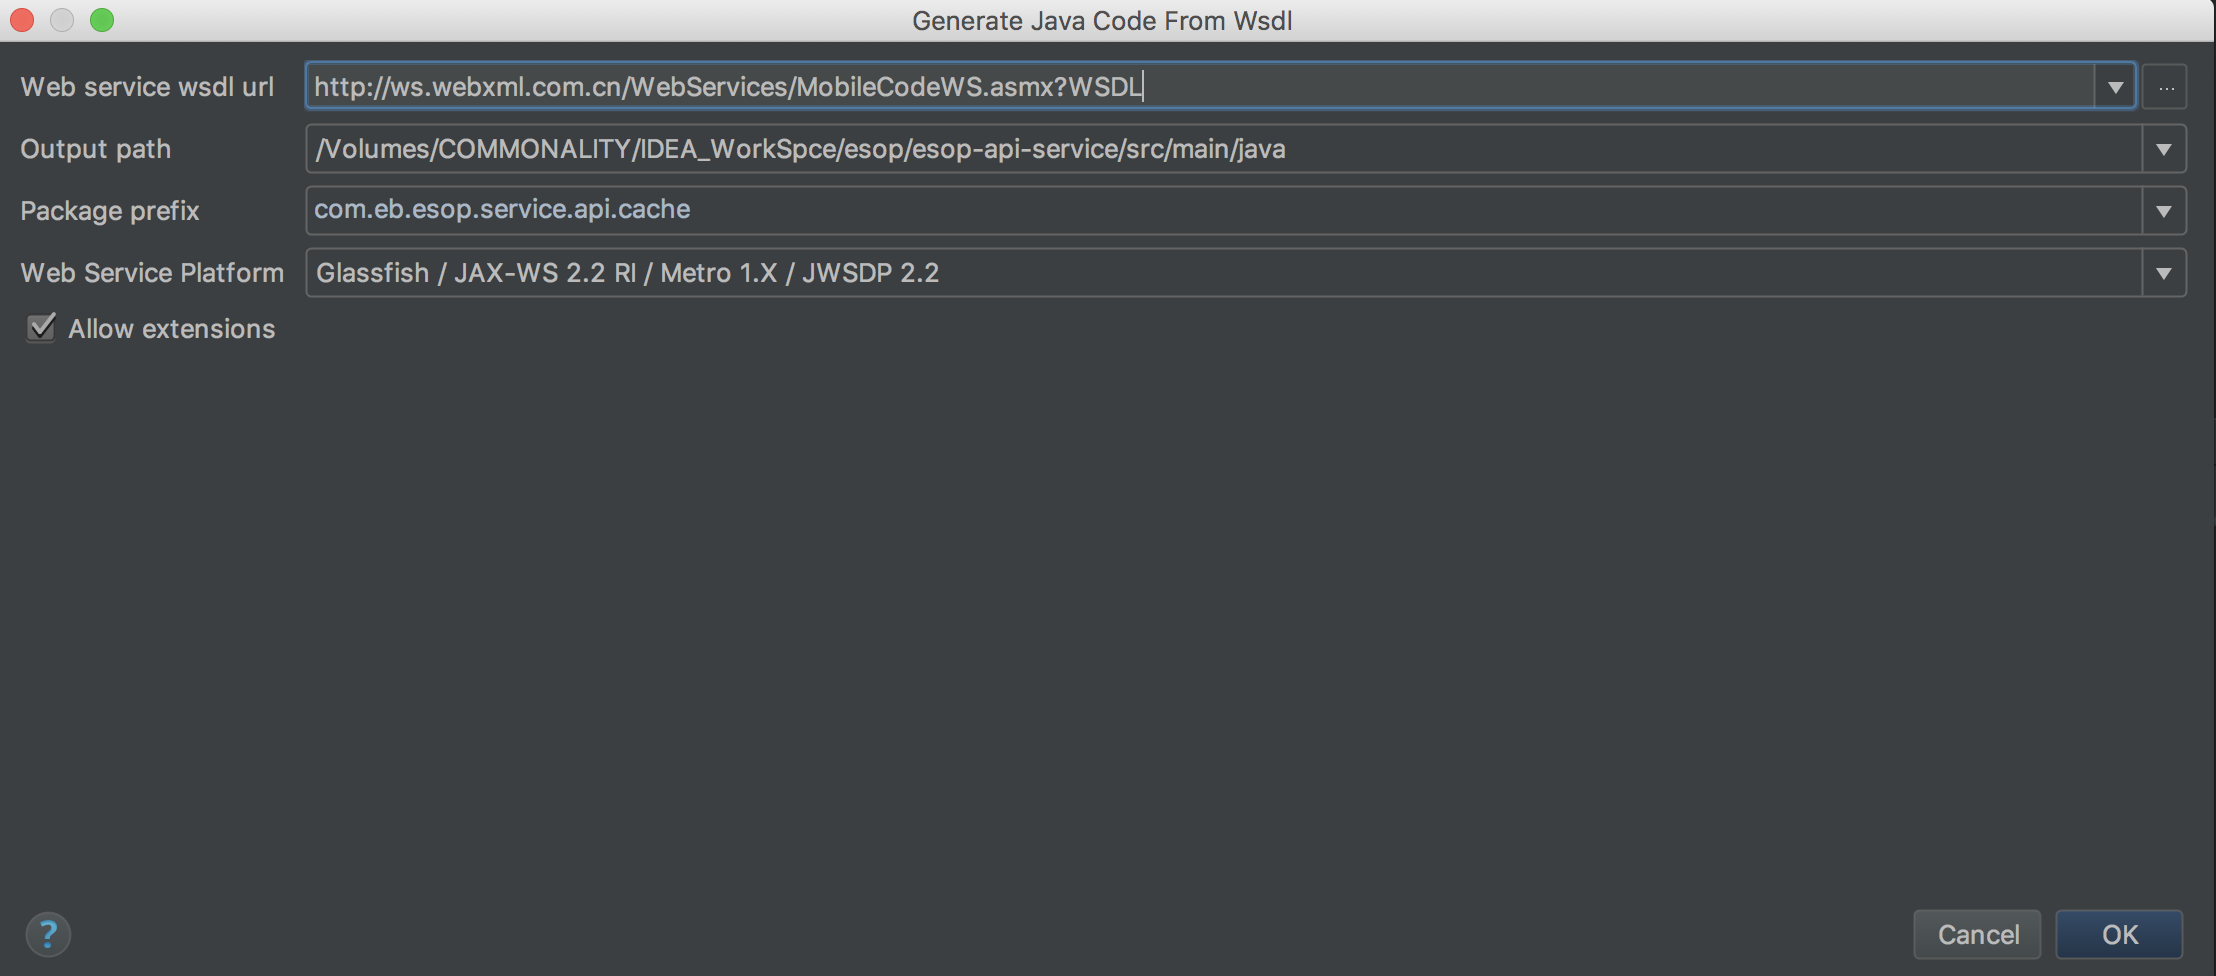 Generate Java Code From Wsdl
Web service wsdl url http://ws.webxml.com.cn/WebServices/MobileCodeWS.asmx?WSDL ...
Output path /Volumes/COMMONALITY/IDEA_WorkSpce/esop/esop-api-service/src/main/java
Package prefix com.eb.esop.service.api.cache
Web Service Platform Glassfish / JAX-WS 2.2 RI / Metro 1.X / JWSDP 2.2
Allow extensions
? Cancel OK